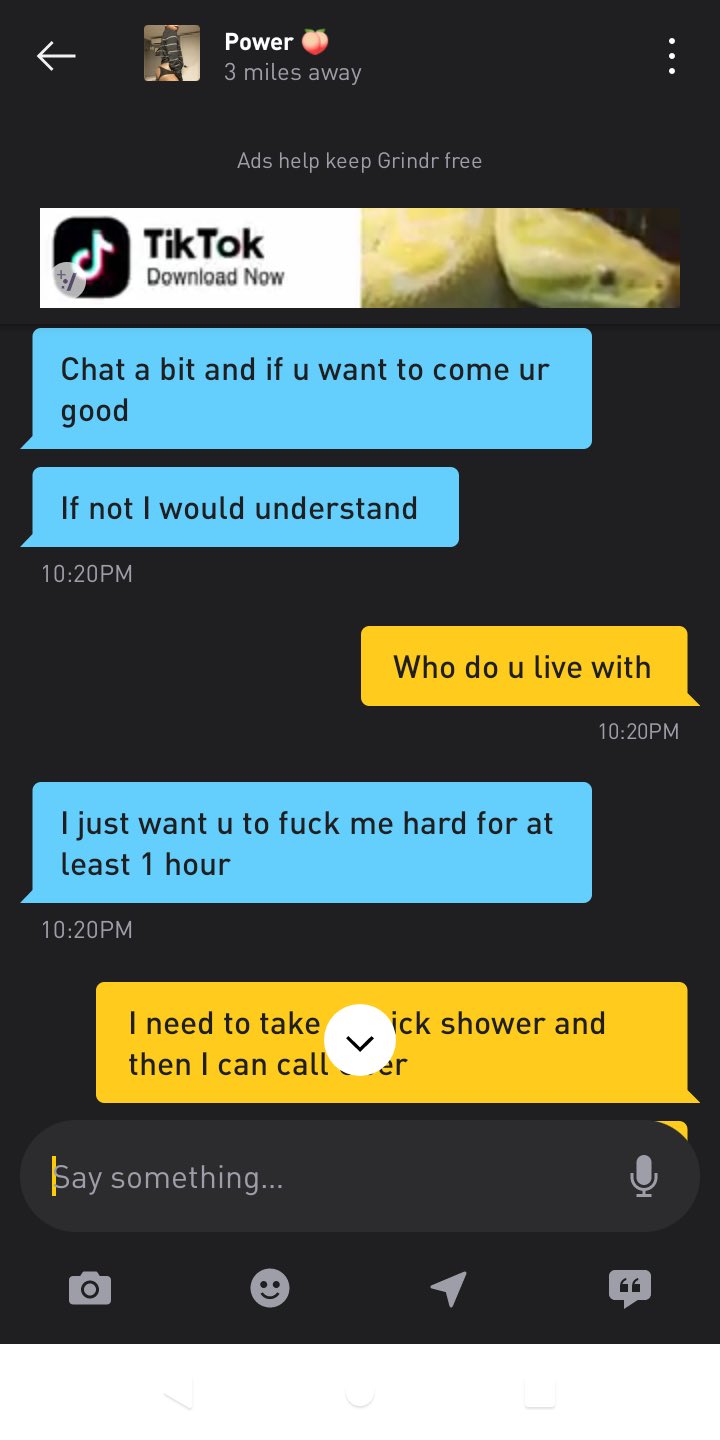 Power 🍑
3 miles away
Ads help keep Grindr free
TikTok
Download Now
Chat a bit and if u want to come ur
good
If not I would understand
10:20PM
Who do u live with
10:20PM
I just want u to fuck me hard for at
least 1 hour
10:20PM
I need to take ick shower and
then I can call er
Say something...